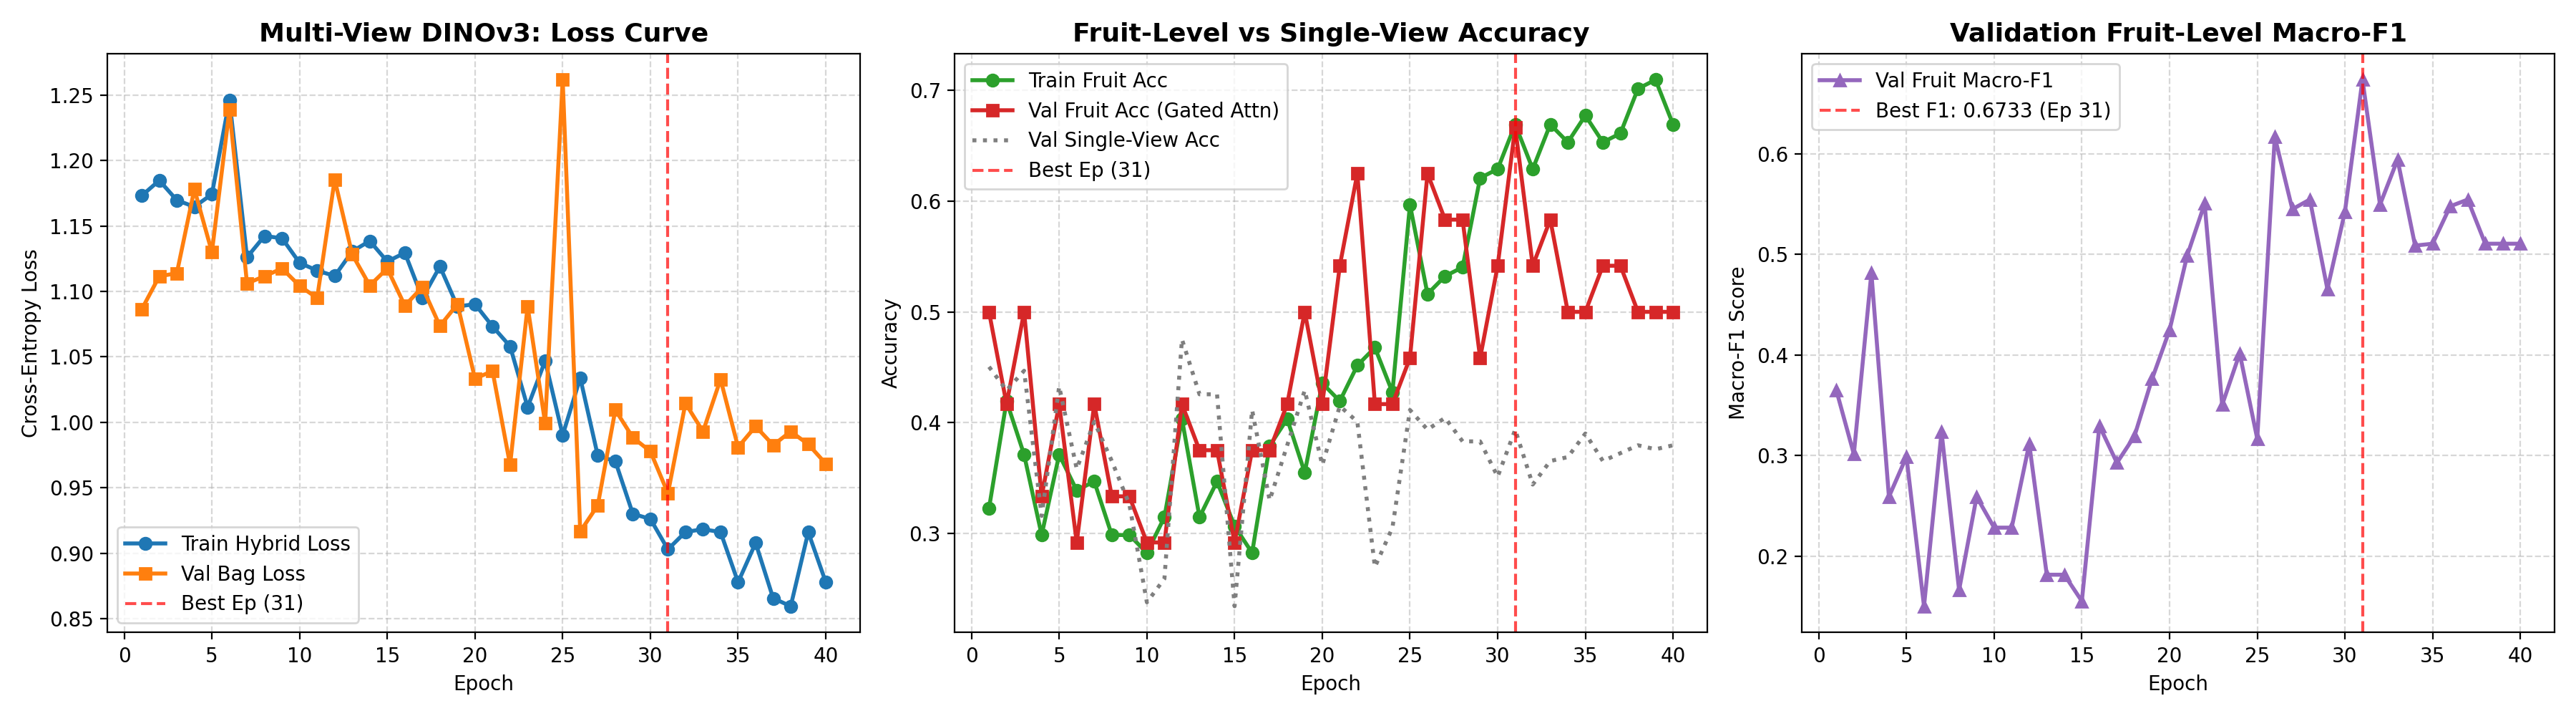 Multi-View DINOv3: Loss Curve
Cross-Entropy Loss
1.25
1.20
1.15
1.10
1.05
1.00
0.95
0.90
0.85
Train Hybrid Loss
Val Bag Loss
Best Ep (31)
0 5 10 15 20 25 30 35 40
Epoch
Fruit-Level vs Single-View Accuracy
Accuracy
0.7
0.6
0.5
0.4
0.3
Train Fruit Acc
Val Fruit Acc (Gated Attn)
Val Single-View Acc
Best Ep (31)
0 5 10 15 20 25 30 35 40
Epoch
Validation Fruit-Level Macro-F1
Macro-F1 Score
0.6
0.5
0.4
0.3
0.2
Val Fruit Macro-F1
Best F1: 0.6733 (Ep 31)
0 5 10 15 20 25 30 35 40
Epoch